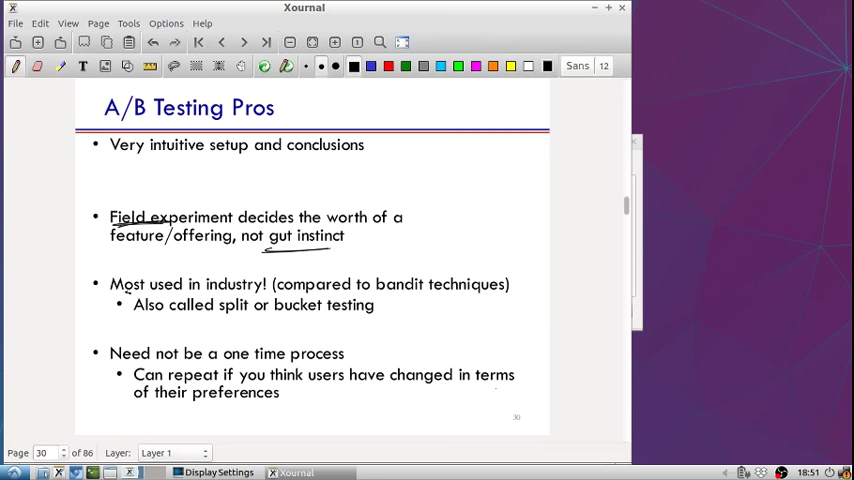 Xournal
File Edit View Page Tools Options Help
Sans 12
A/B Testing Pros
• Very intuitive setup and conclusions
• Field experiment decides the worth of a
feature/offering, not gut instinct
• Most used in industry! (compared to bandit techniques)
• Also called split or bucket testing
• Need not be a one time process
• Can repeat if you think users have changed in terms
of their preferences
30
Page 30 of 86 Layer: Layer 1
Display Settings Xournal 18:51